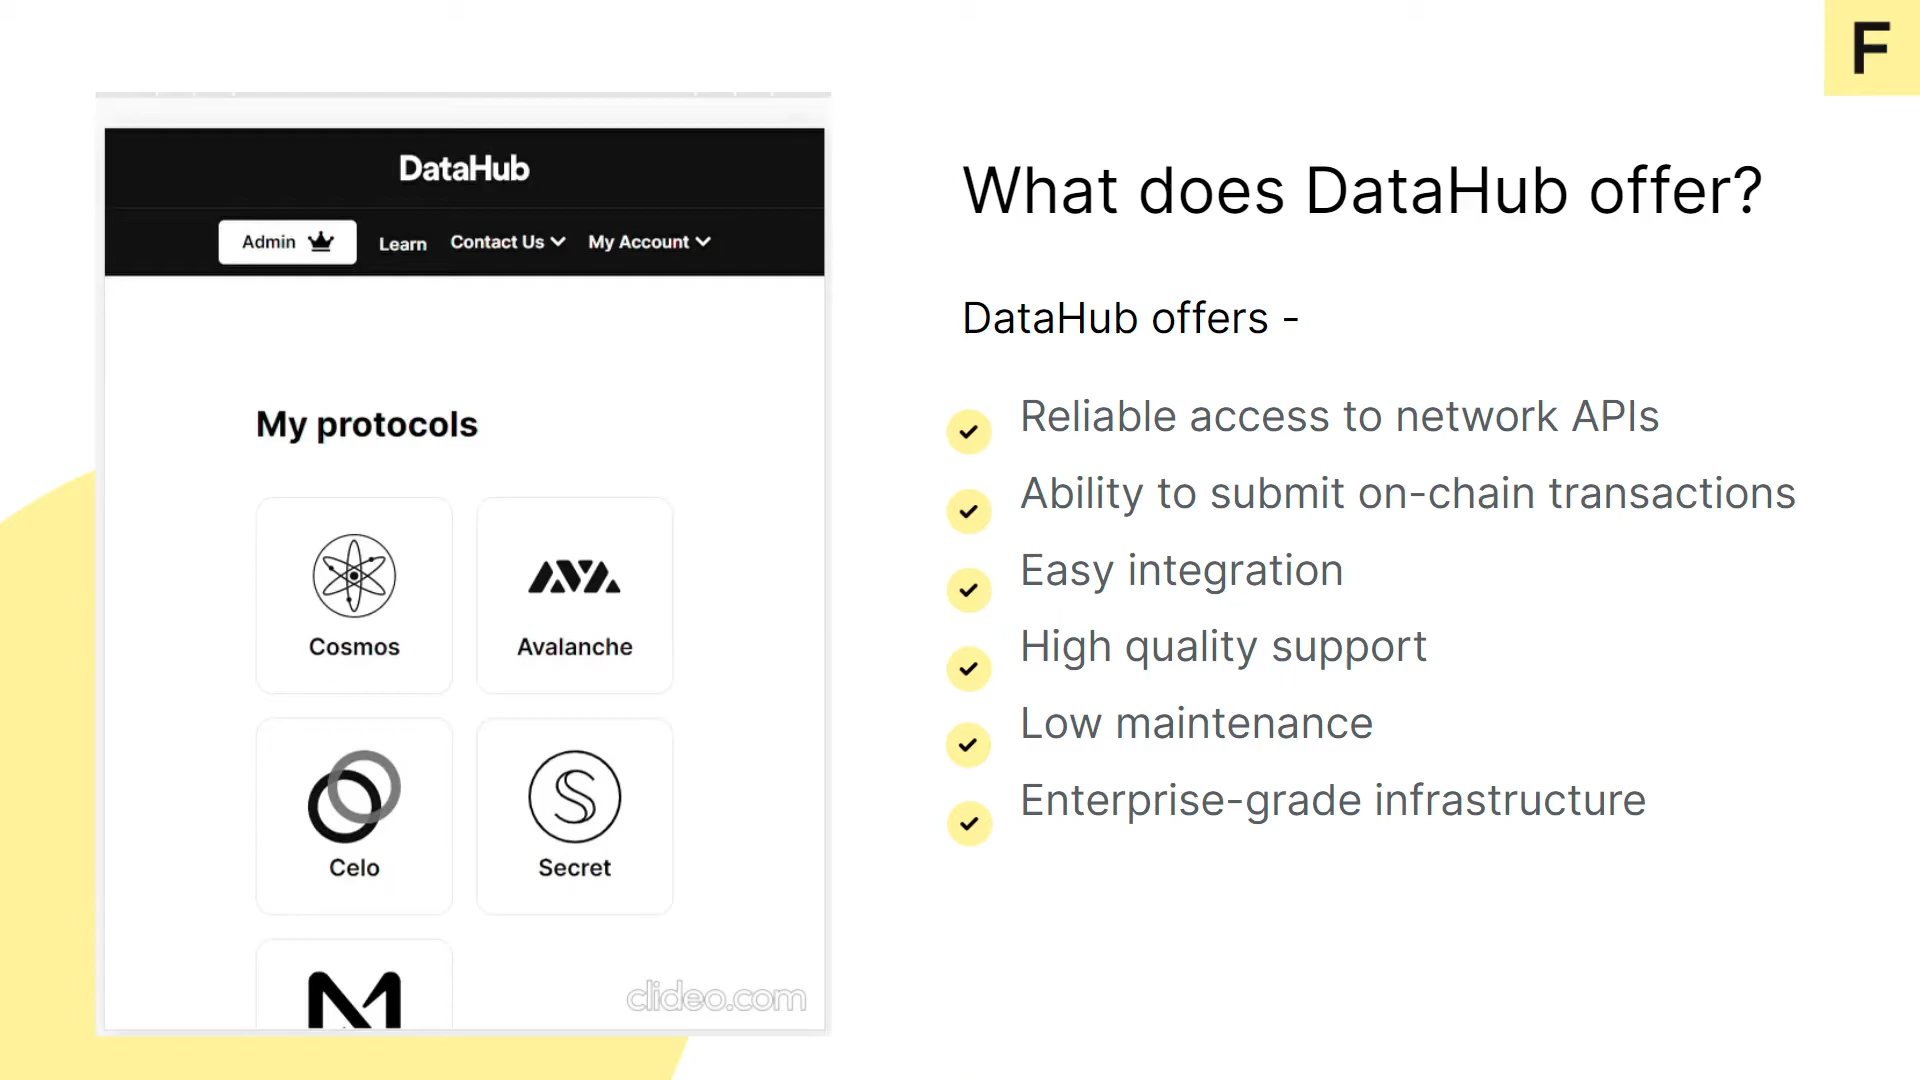 F
DataHub
Admin
Learn
Contact Us
My Account
My protocols
Cosmos
Avalanche
Celo
Secret
clideo.com
What does DataHub offer?
DataHub offers -
Reliable access to network APIs
Ability to submit on-chain transactions
Easy integration
High quality support
Low maintenance
Enterprise-grade infrastructure